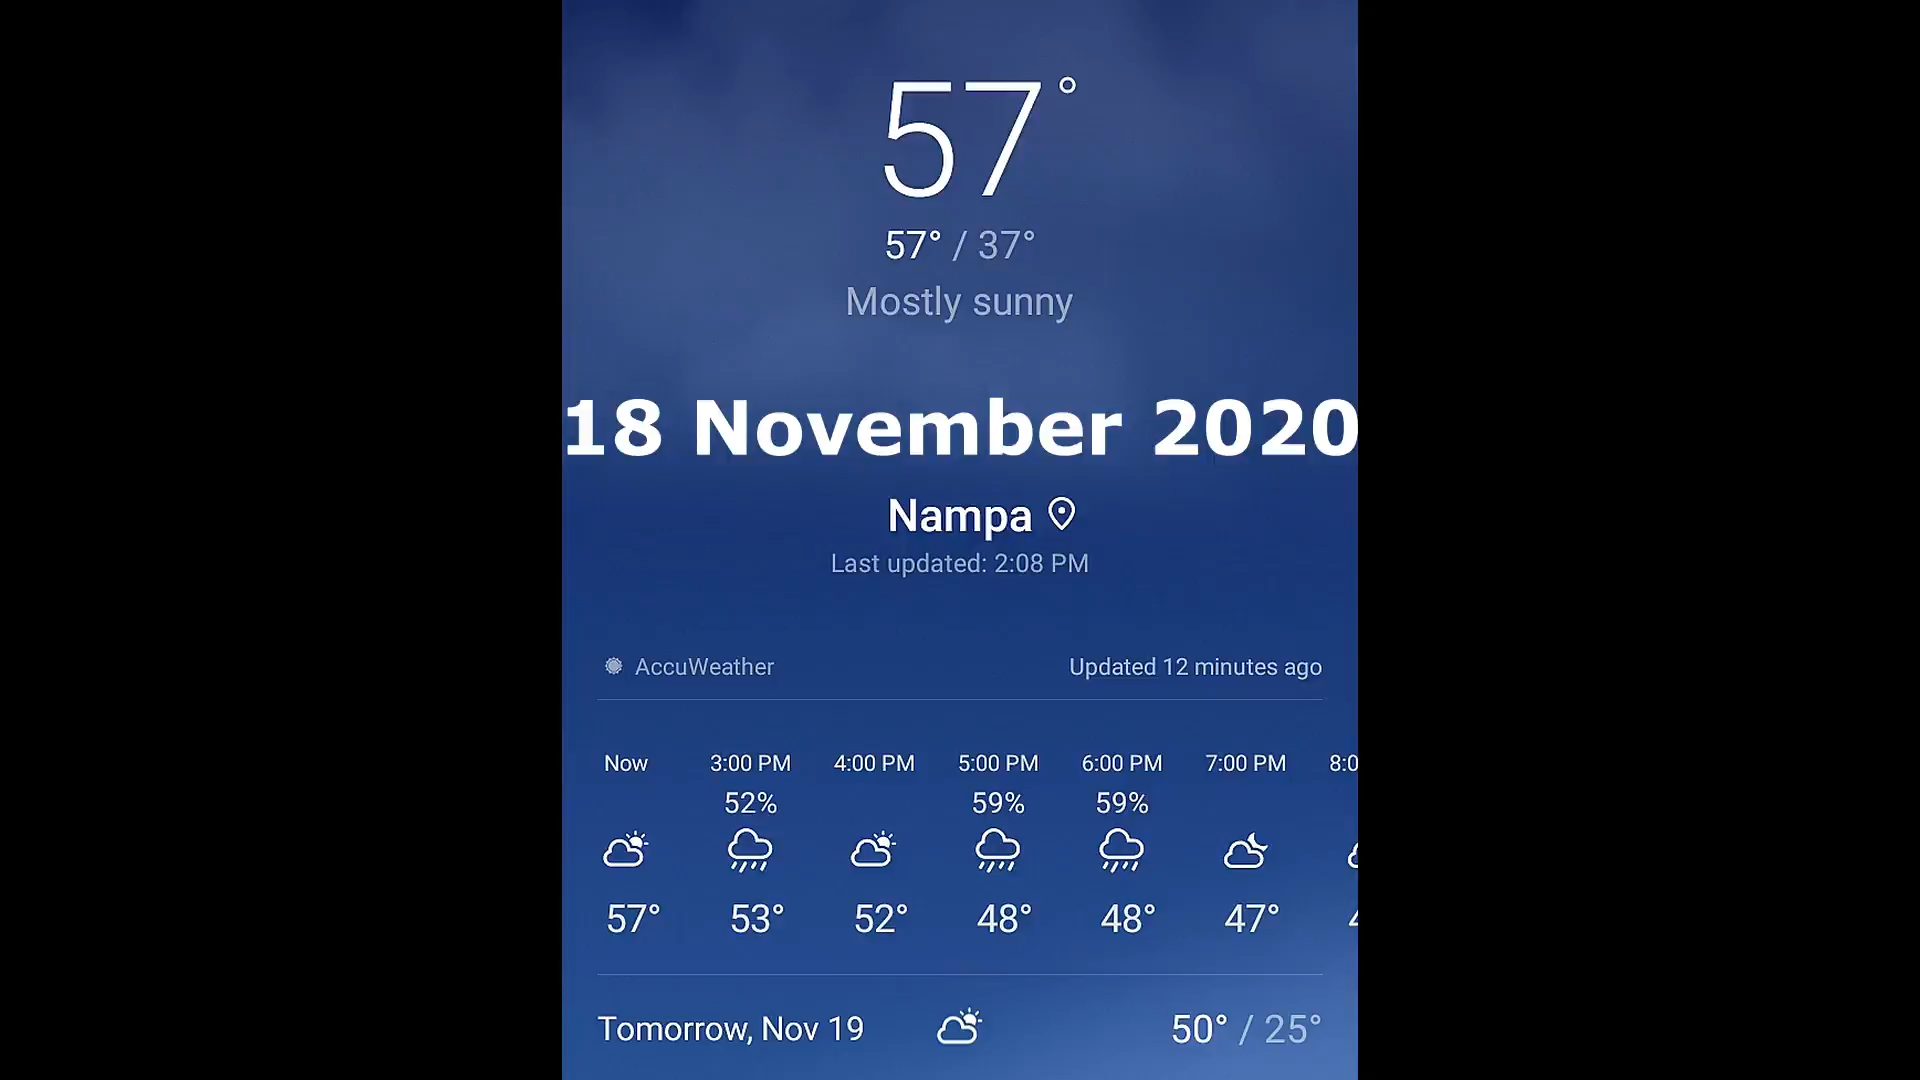 57°
57° / 37°
Mostly sunny
18 November 2020
Nampa
Last updated: 2:08 PM
AccuWeather Updated 12 minutes ago
Now 3:00 PM 4:00 PM 5:00 PM 6:00 PM 7:00 PM
52% 59% 59%
57° 53° 52° 48° 48° 47°
Tomorrow, Nov 19 50° / 25°